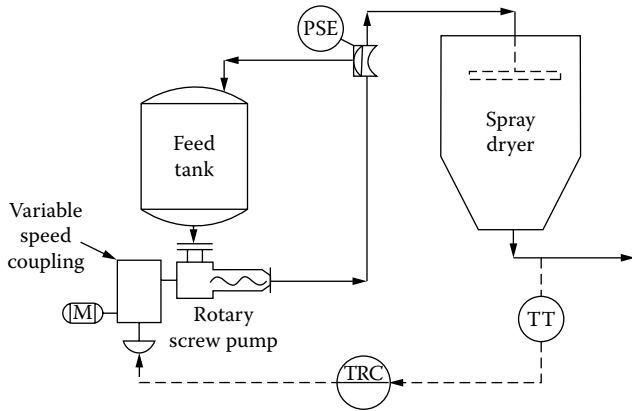 PSE
Feed
tank
Spray
dryer
Variable
speed
coupling
M
Rotary
screw pump
TT
TRC